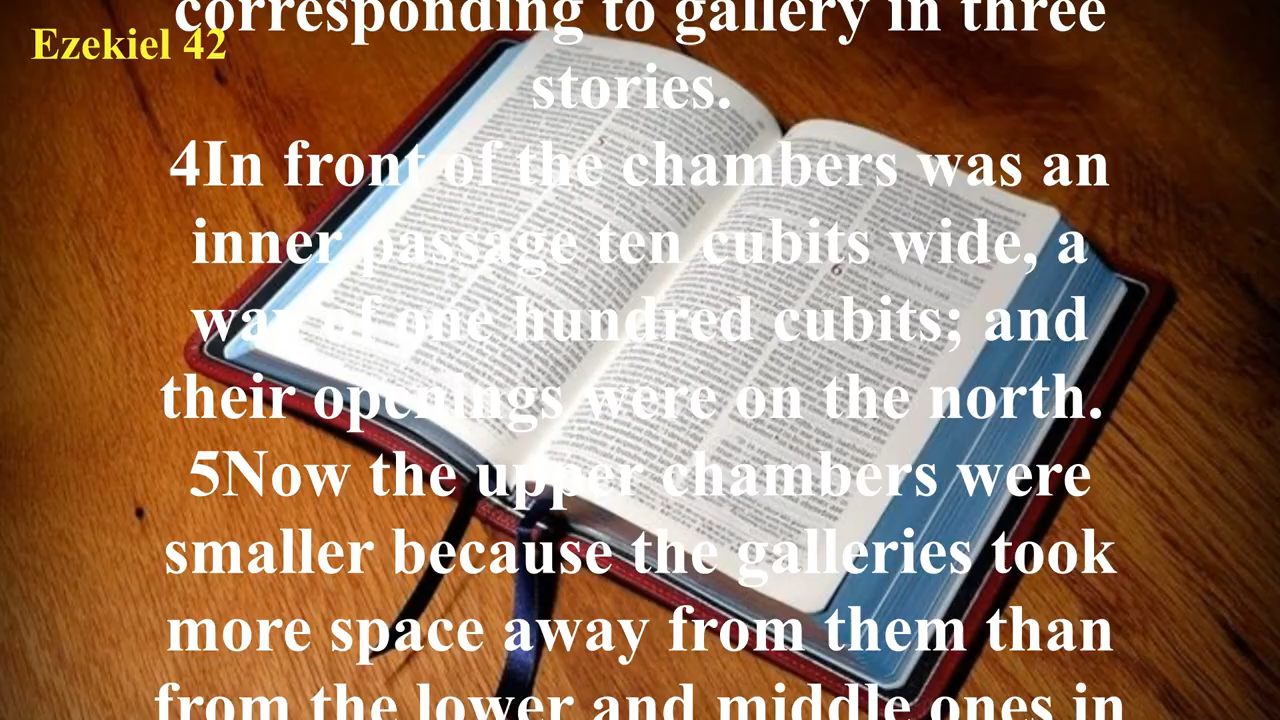 corresponding to gallery in three
Ezekiel 42
stories.
4In front of the chambers was an
inner passage ten cubits wide, a
way of one hundred cubits; and
their openings were on the north.
5Now the upper chambers were
smaller because the galleries took
more space away from them than
from the lower and middle ones in